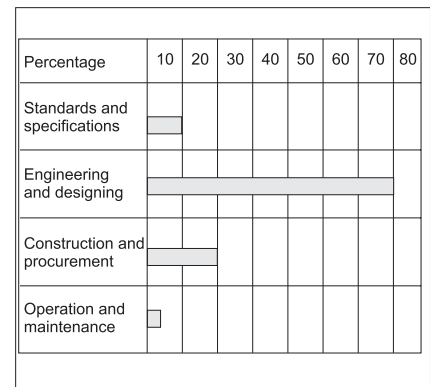 Percentage 10 20 30 40 50 60 70 80
Standards and
specifications
Engineering
and designing
Construction and
procurement
Operation and
maintenance